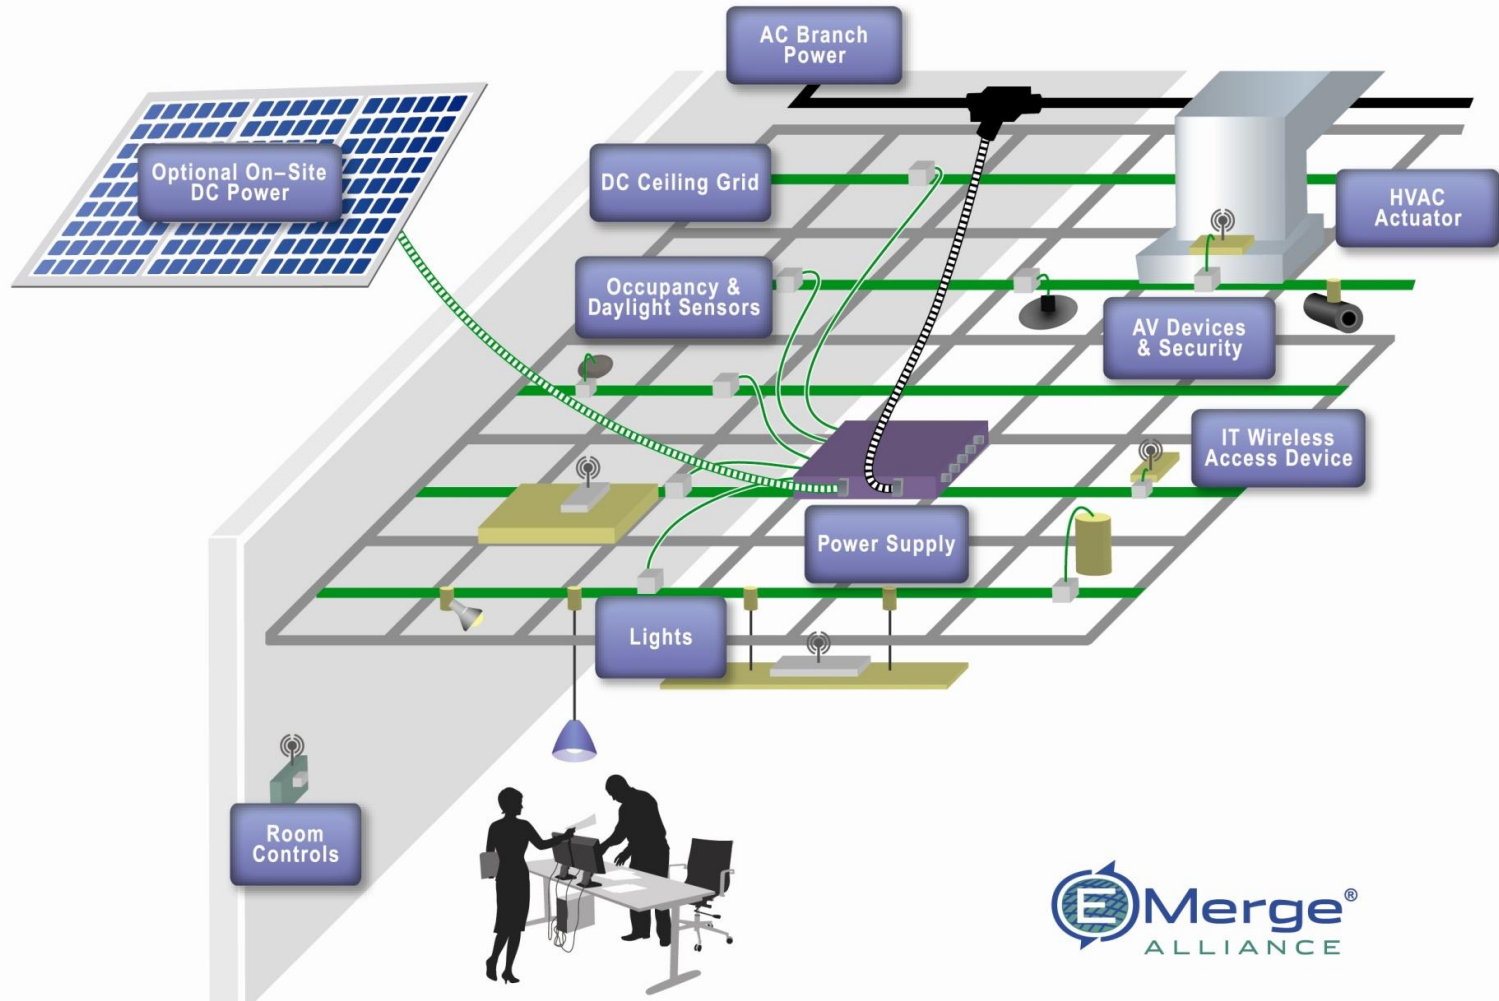 AC Branch
Power
Optional On–Site
DC Power
DC Ceiling Grid
HVAC
Actuator
Occupancy &
Daylight Sensors
AV Devices
& Security
IT Wireless
Access Device
Power Supply
Lights
Room
Controls
EMerge®
ALLIANCE